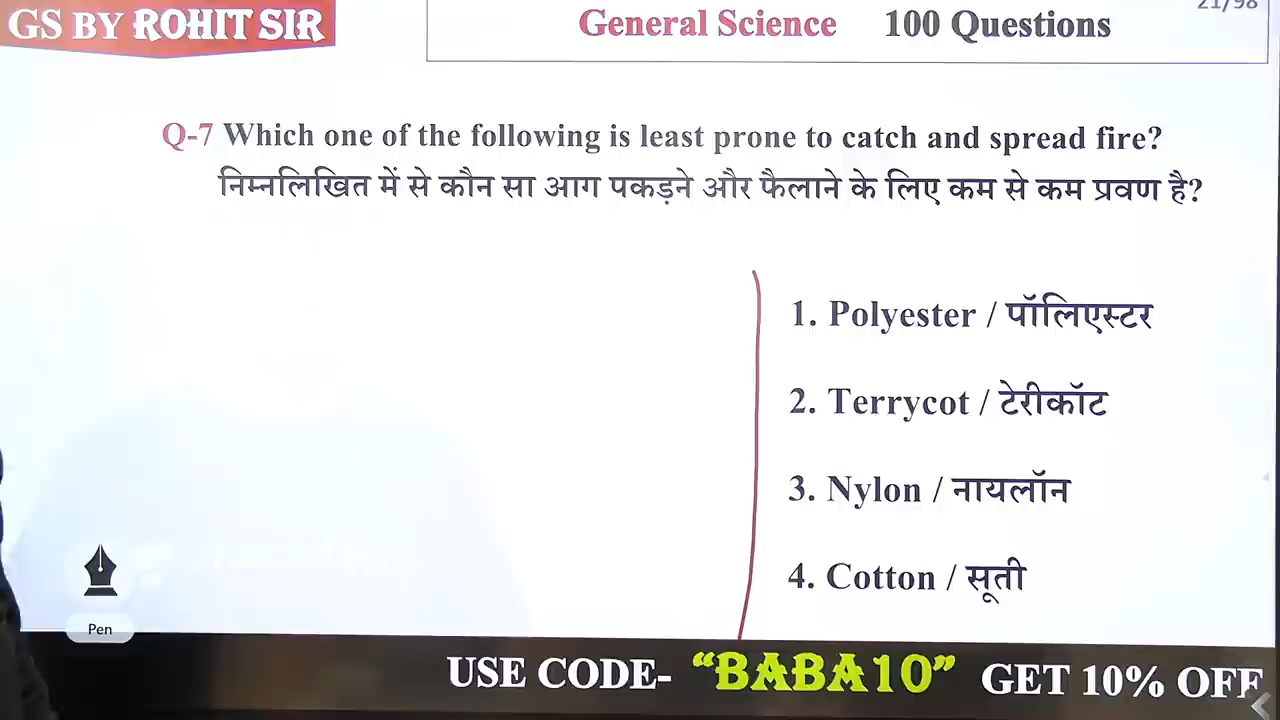 GS BY ROHIT SIR
General Science 100 Questions
21/98
Q-7 Which one of the following is least prone to catch and spread fire?
निम्नलिखित में से कौन सा आग पकड़ने और फैलाने के लिए कम से कम प्रवण है?
1. Polyester / पॉलिएस्टर
2. Terrycot / टेरीकॉट
3. Nylon / नायलॉन
4. Cotton / सूती
Pen
USE CODE- “BABA10” GET 10% OFF